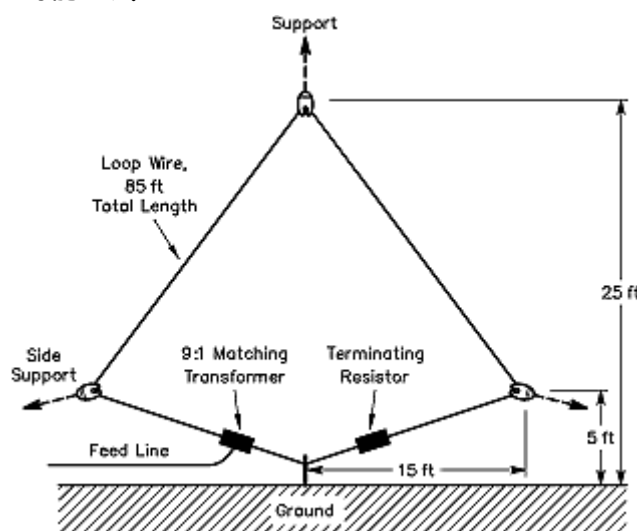 Support
Loop Wire,
85 ft
Total Length
25 ft
Side
Support
9:1 Matching
Transformer
Terminating
Resistor
5 ft
Feed Line
15 ft
Ground